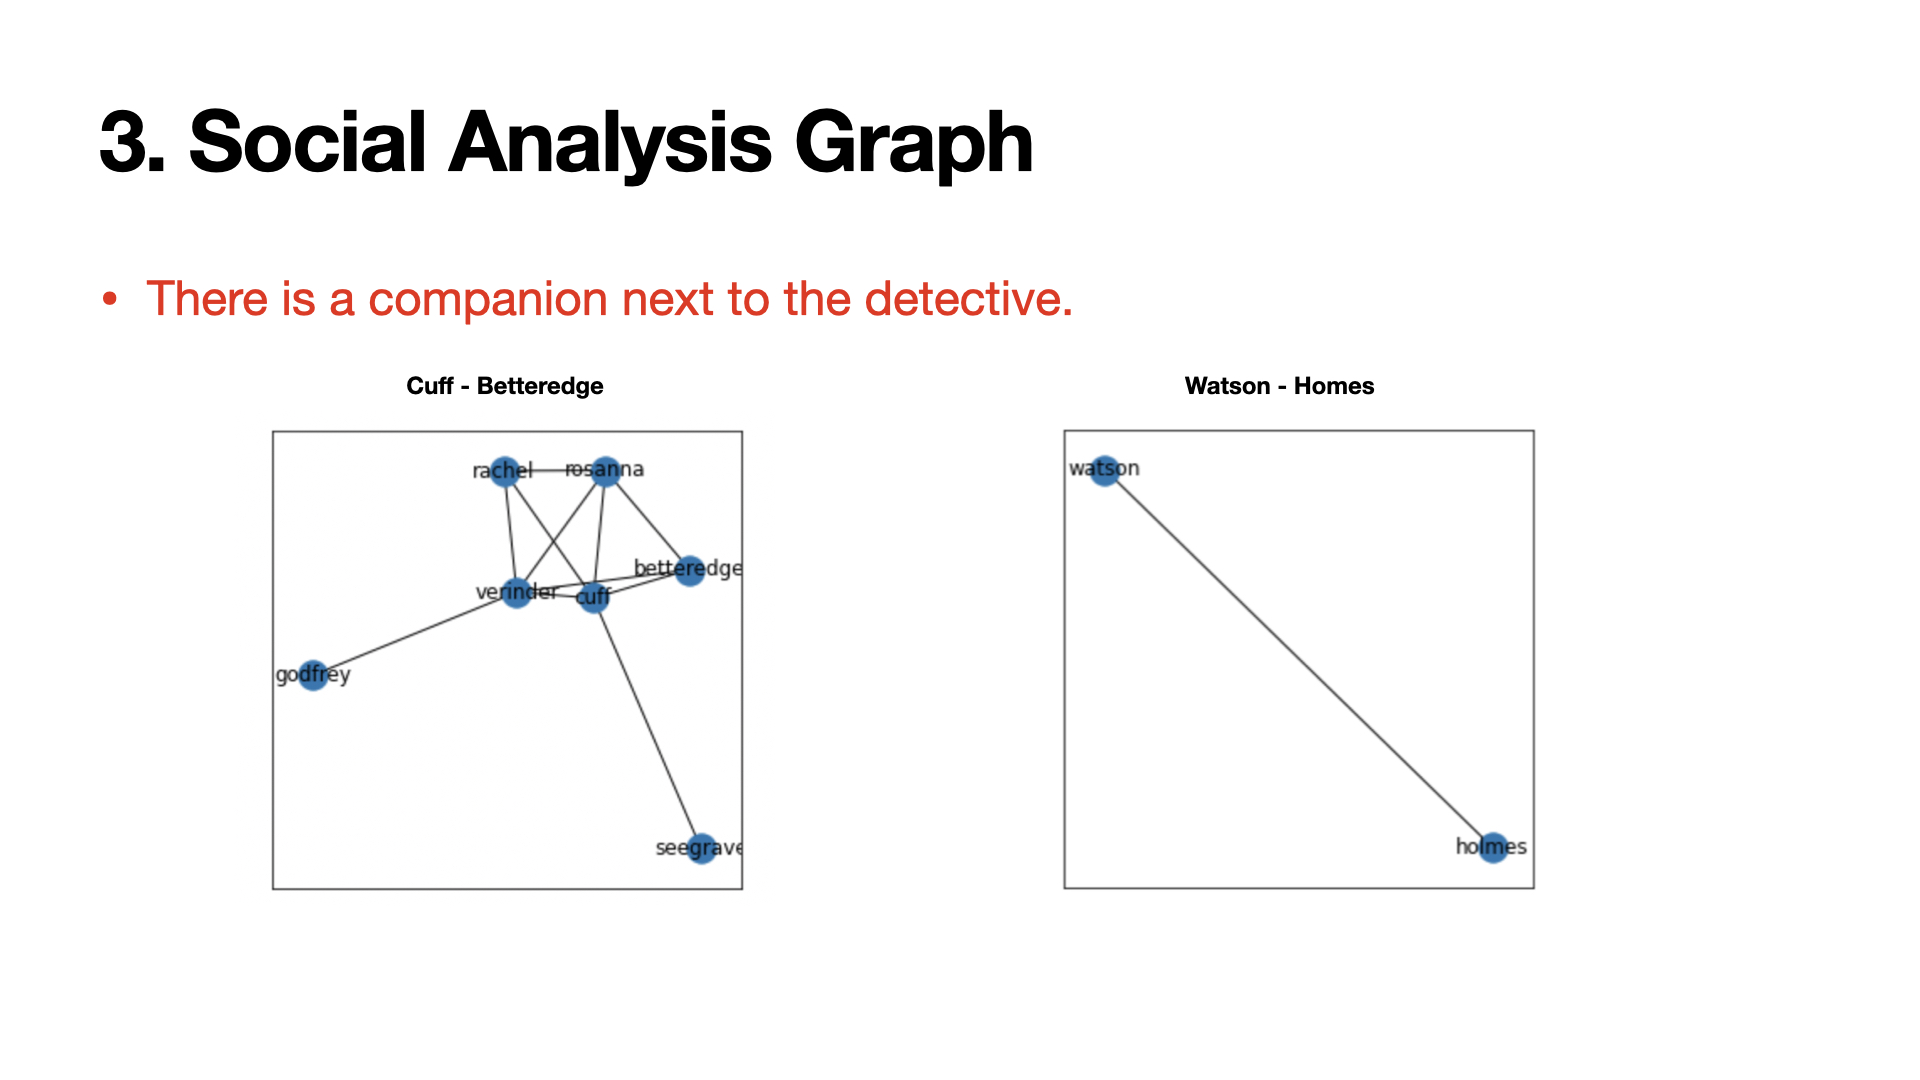 3. Social Analysis Graph
• There is a companion next to the detective.
Cuff - Betteredge
Watson - Homes
rachel
rosanna
betteredge
verinder
cuff
godfrey
seegrave
watson
holmes